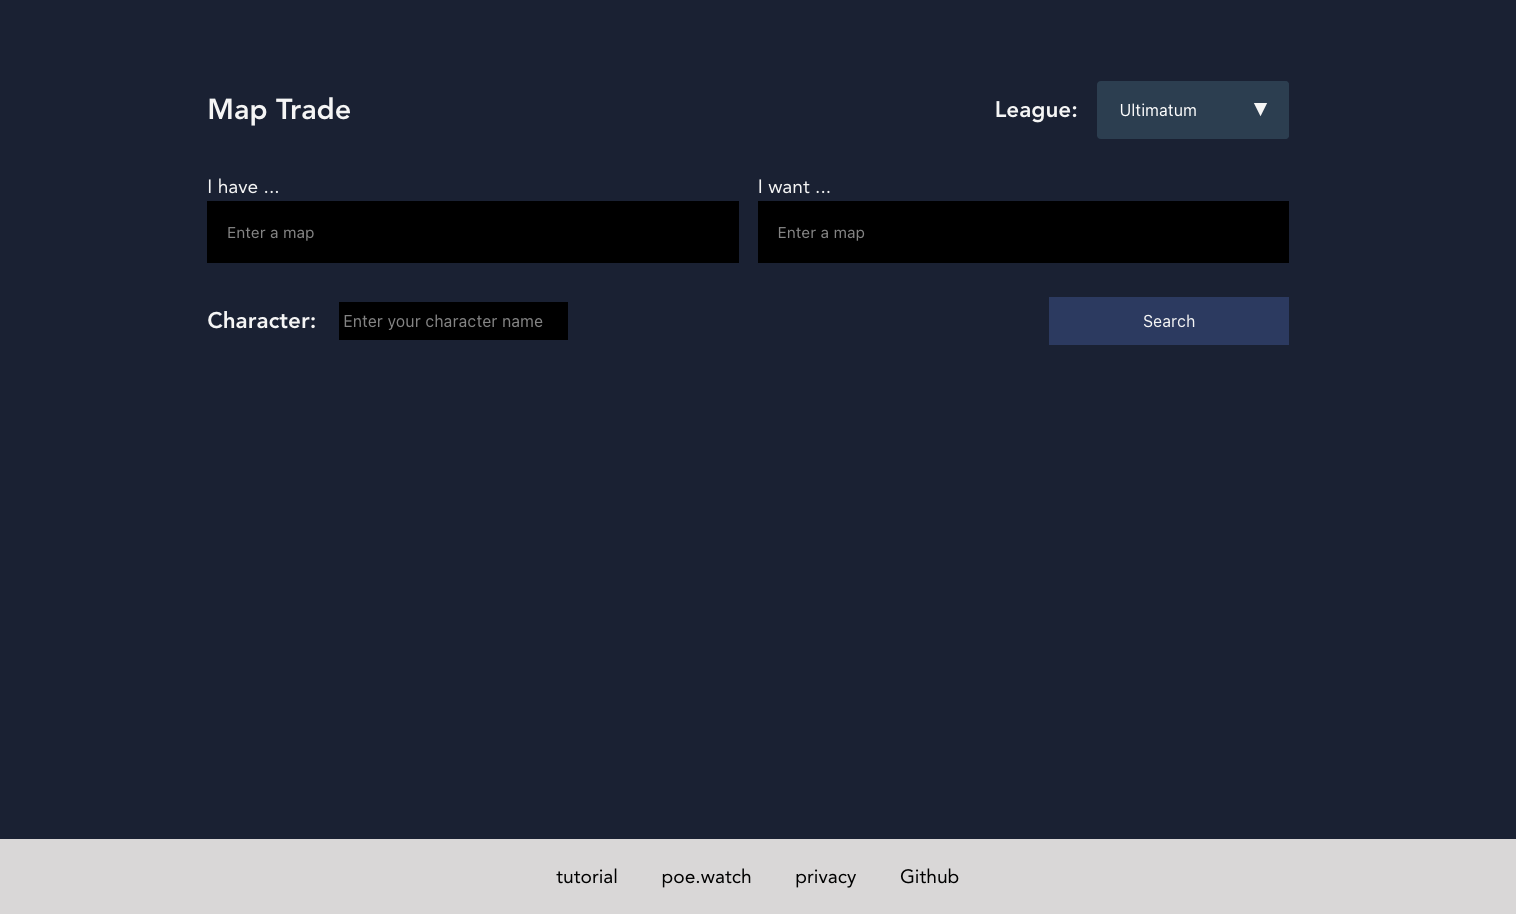 Map Trade
League: Ultimatum ▼
I have ...
I want ...
Enter a map
Enter a map
Character: Enter your character name
Search
tutorial poe.watch privacy Github